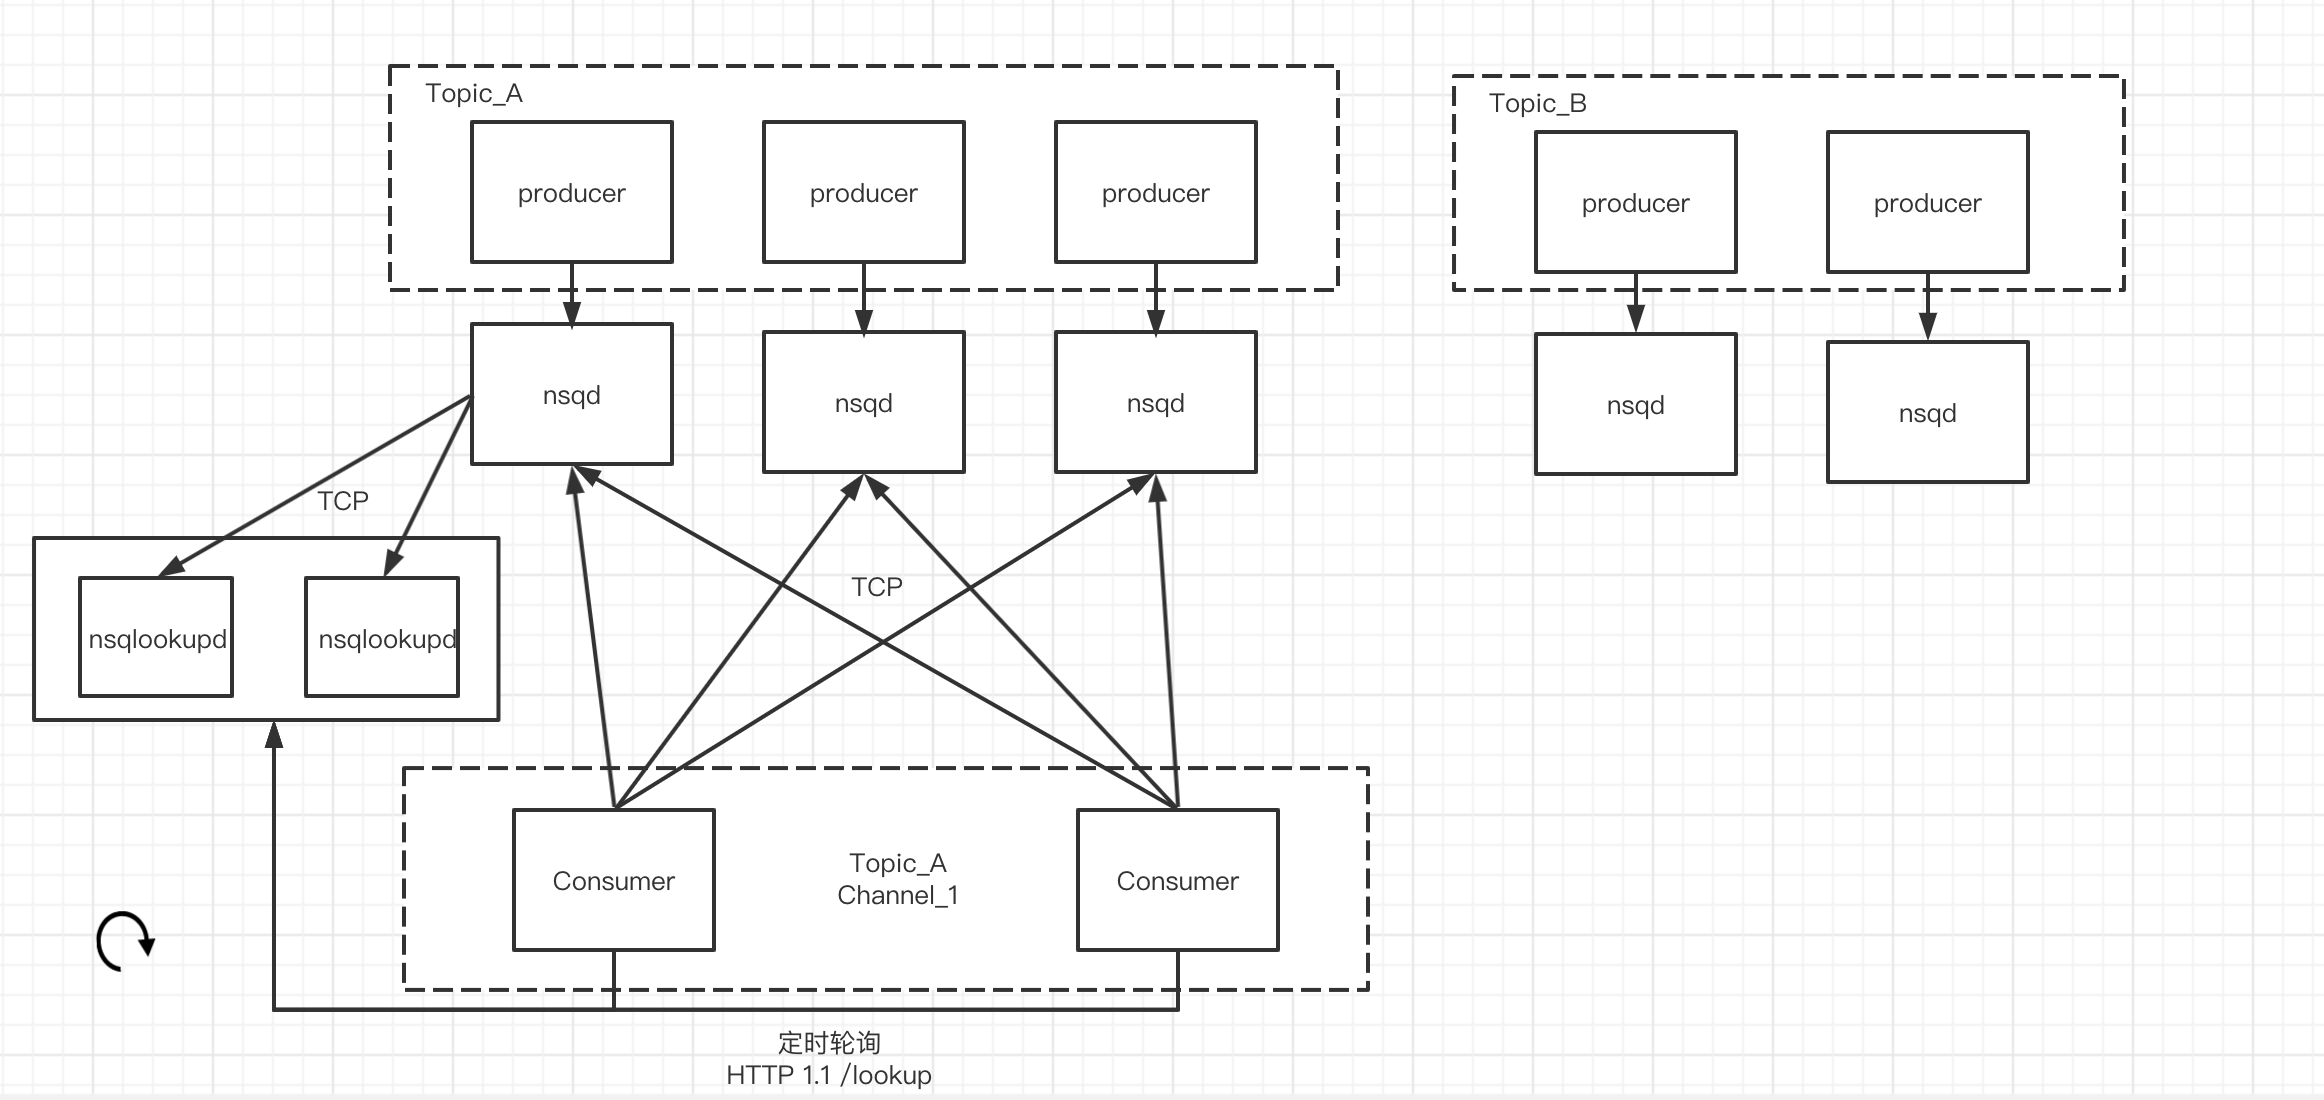 Topic_A
Topic_B
producer
producer
producer
producer
producer
nsqd
nsqd
nsqd
nsqd
nsqd
TCP
TCP
nsqlookupd
nsqlookupd
Consumer
Topic_A
Channel_1
Consumer
定时轮询
HTTP 1.1 /lookup